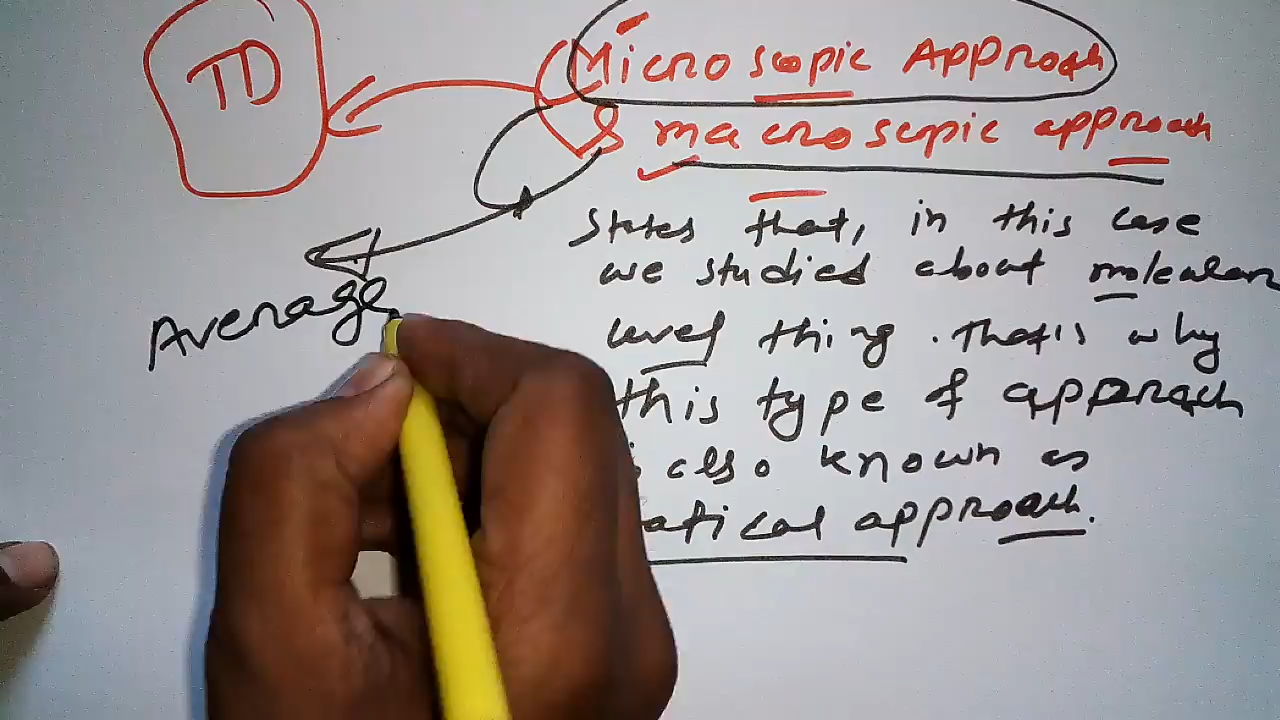 TD
Microscopic Approach
& macroscopic approach
states that, in this case
we studied about molecular
level thing. That's why
this type of approach
also known as
atical approach.
Average